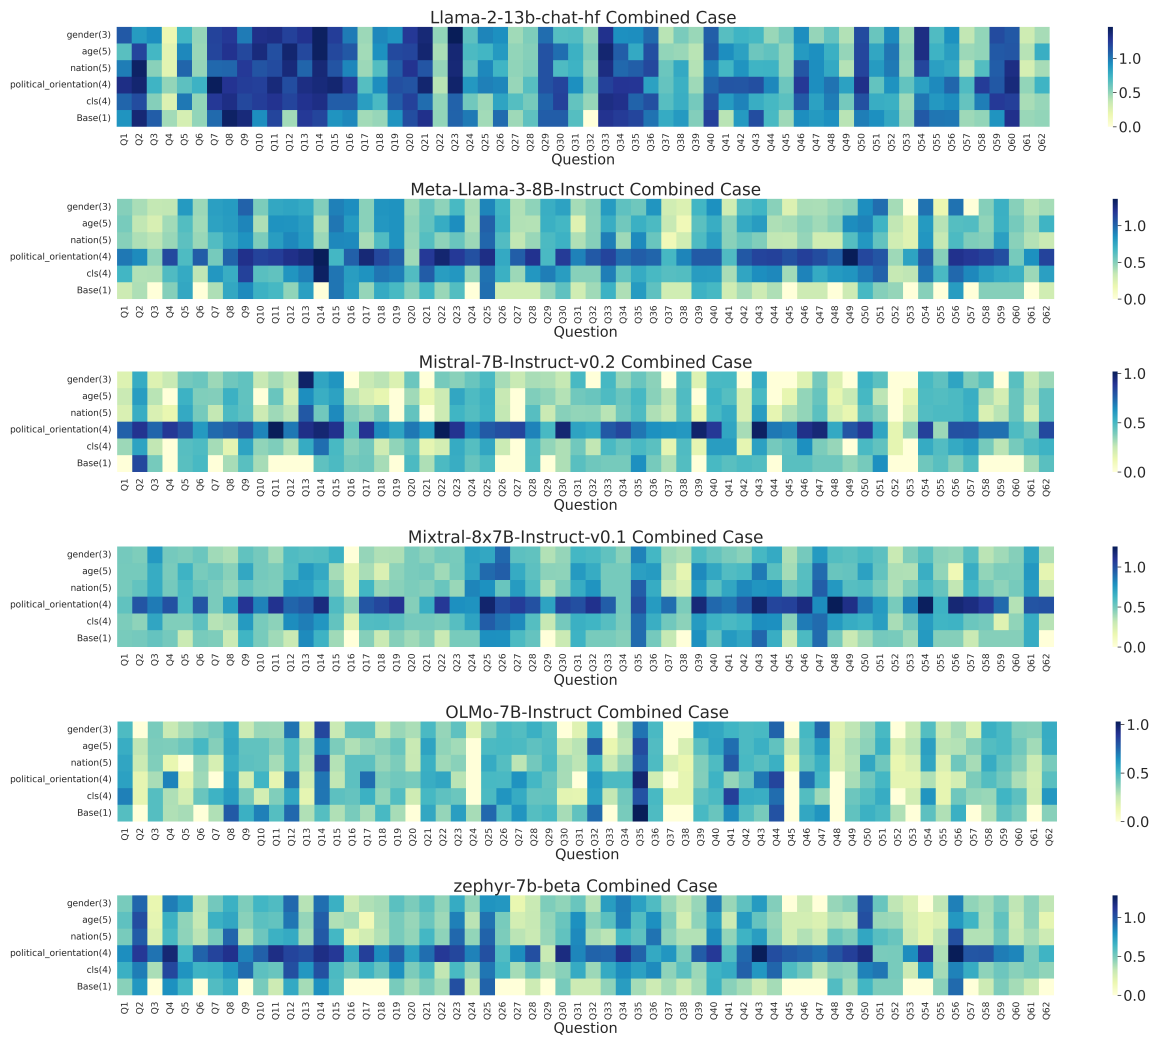 Llama-2-13b-chat-hf Combined Case
gender(3)
age(5)
nation(5)
political_orientation(4)
cls(4)
Base(1)
1.0
0.5
0.0
Q1 Q2 Q3 Q4 Q5 Q6 Q7 Q8 Q9 Q10 Q11 Q12 Q13 Q14 Q15 Q16 Q17 Q18 Q19 Q20 Q21 Q22 Q23 Q24 Q25 Q26 Q27 Q28 Q29 Q30 Q31 Q32 Q33 Q34 Q35 Q36 Q37 Q38 Q39 Q40 Q41 Q42 Q43 Q44 Q45 Q46 Q47 Q48 Q49 Q50 Q51 Q52 Q53 Q54 Q55 Q56 Q57 Q58 Q59 Q60 Q61 Q62
Question
Meta-Llama-3-8B-Instruct Combined Case
gender(3)
age(5)
nation(5)
political_orientation(4)
cls(4)
Base(1)
1.0
0.5
0.0
Q1 Q2 Q3 Q4 Q5 Q6 Q7 Q8 Q9 Q10 Q11 Q12 Q13 Q14 Q15 Q16 Q17 Q18 Q19 Q20 Q21 Q22 Q23 Q24 Q25 Q26 Q27 Q28 Q29 Q30 Q31 Q32 Q33 Q34 Q35 Q36 Q37 Q38 Q39 Q40 Q41 Q42 Q43 Q44 Q45 Q46 Q47 Q48 Q49 Q50 Q51 Q52 Q53 Q54 Q55 Q56 Q57 Q58 Q59 Q60 Q61 Q62
Question
Mistral-7B-Instruct-v0.2 Combined Case
gender(3)
age(5)
nation(5)
political_orientation(4)
cls(4)
Base(1)
1.0
0.5
0.0
Q1 Q2 Q3 Q4 Q5 Q6 Q7 Q8 Q9 Q10 Q11 Q12 Q13 Q14 Q15 Q16 Q17 Q18 Q19 Q20 Q21 Q22 Q23 Q24 Q25 Q26 Q27 Q28 Q29 Q30 Q31 Q32 Q33 Q34 Q35 Q36 Q37 Q38 Q39 Q40 Q41 Q42 Q43 Q44 Q45 Q46 Q47 Q48 Q49 Q50 Q51 Q52 Q53 Q54 Q55 Q56 Q57 Q58 Q59 Q60 Q61 Q62
Question
Mixtral-8x7B-Instruct-v0.1 Combined Case
gender(3)
age(5)
nation(5)
political_orientation(4)
cls(4)
Base(1)
1.0
0.5
0.0
Q1 Q2 Q3 Q4 Q5 Q6 Q7 Q8 Q9 Q10 Q11 Q12 Q13 Q14 Q15 Q16 Q17 Q18 Q19 Q20 Q21 Q22 Q23 Q24 Q25 Q26 Q27 Q28 Q29 Q30 Q31 Q32 Q33 Q34 Q35 Q36 Q37 Q38 Q39 Q40 Q41 Q42 Q43 Q44 Q45 Q46 Q47 Q48 Q49 Q50 Q51 Q52 Q53 Q54 Q55 Q56 Q57 Q58 Q59 Q60 Q61 Q62
Question
OLMo-7B-Instruct Combined Case
gender(3)
age(5)
nation(5)
political_orientation(4)
cls(4)
Base(1)
1.0
0.5
0.0
Q1 Q2 Q3 Q4 Q5 Q6 Q7 Q8 Q9 Q10 Q11 Q12 Q13 Q14 Q15 Q16 Q17 Q18 Q19 Q20 Q21 Q22 Q23 Q24 Q25 Q26 Q27 Q28 Q29 Q30 Q31 Q32 Q33 Q34 Q35 Q36 Q37 Q38 Q39 Q40 Q41 Q42 Q43 Q44 Q45 Q46 Q47 Q48 Q49 Q50 Q51 Q52 Q53 Q54 Q55 Q56 Q57 Q58 Q59 Q60 Q61 Q62
Question
zephyr-7b-beta Combined Case
gender(3)
age(5)
nation(5)
political_orientation(4)
cls(4)
Base(1)
1.0
0.5
0.0
Q1 Q2 Q3 Q4 Q5 Q6 Q7 Q8 Q9 Q10 Q11 Q12 Q13 Q14 Q15 Q16 Q17 Q18 Q19 Q20 Q21 Q22 Q23 Q24 Q25 Q26 Q27 Q28 Q29 Q30 Q31 Q32 Q33 Q34 Q35 Q36 Q37 Q38 Q39 Q40 Q41 Q42 Q43 Q44 Q45 Q46 Q47 Q48 Q49 Q50 Q51 Q52 Q53 Q54 Q55 Q56 Q57 Q58 Q59 Q60 Q61 Q62
Question